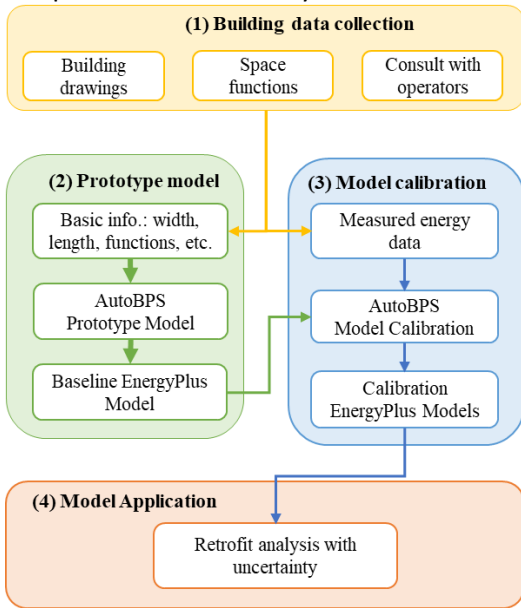 (1) Building data collection
Building
drawings
Space
functions
Consult with
operators
(2) Prototype model
Basic info.: width,
length, functions, etc.
AutoBPS
Prototype Model
Baseline EnergyPlus
Model
(3) Model calibration
Measured energy
data
AutoBPS
Model Calibration
Calibration
EnergyPlus Models
(4) Model Application
Retrofit analysis with
uncertainty